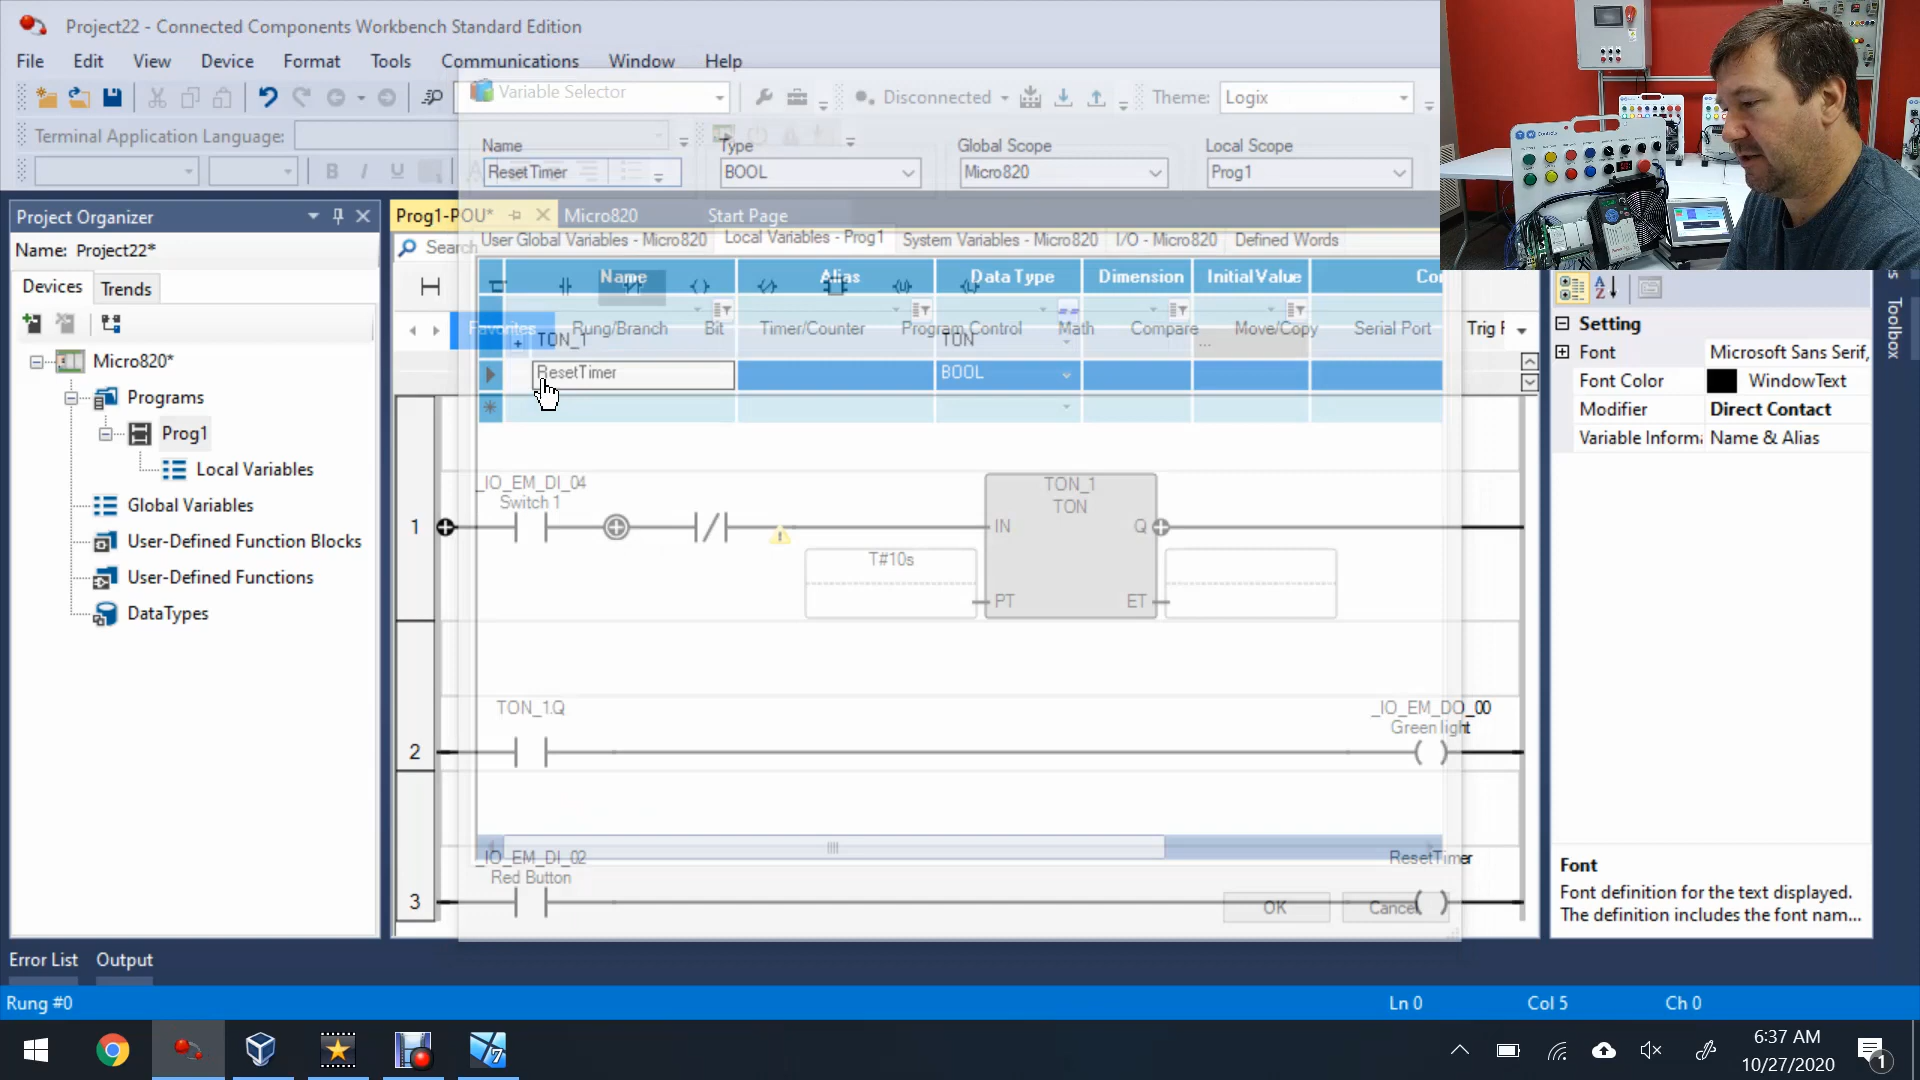 Project22 - Connected Components Workbench Standard Edition
File Edit View Device Format Tools Communications Window Help
Variable Selector
Disconnected
Theme: Logix
Terminal Application Language:
Name
Type
Global Scope
Local Scope
ResetTimer
BOOL
Micro820
Prog1
B I U
Project Organizer
Prog1-POU*
Micro820
Start Page
Name: Project22*
Search
User Global Variables - Micro820
Local Variables - Prog1
System Variables - Micro820
I/O - Micro820
Defined Words
Devices
Trends
Name
Alias
Data Type
Dimension
Initial Value
Favorites
Rung/Branch
Bit
Timer/Counter
Program Control
Math
Compare
Move/Copy
Serial Port
TON_1
TON
...
ResetTimer
BOOL
Micro820*
Programs
Prog1
Local Variables
Global Variables
User-Defined Function Blocks
User-Defined Functions
DataTypes
1
_IO_EM_DI_04
Switch 1
TON_1
TON
IN
Q
T#10s
PT
ET
2
TON_1.Q
_IO_EM_DO_00
Green light
3
_IO_EM_DI_02
Red Button
ResetTimer
OK
Cancel
Toolbox
Setting
Font
Microsoft Sans Serif,
Font Color
WindowText
Modifier
Direct Contact
Name & Alias
Font
Font definition for the text displayed.
The definition includes the font nam...
Error List
Output
Rung #0
Ln 0
Col 5
Ch 0
7
6:37 AM
10/27/2020
1